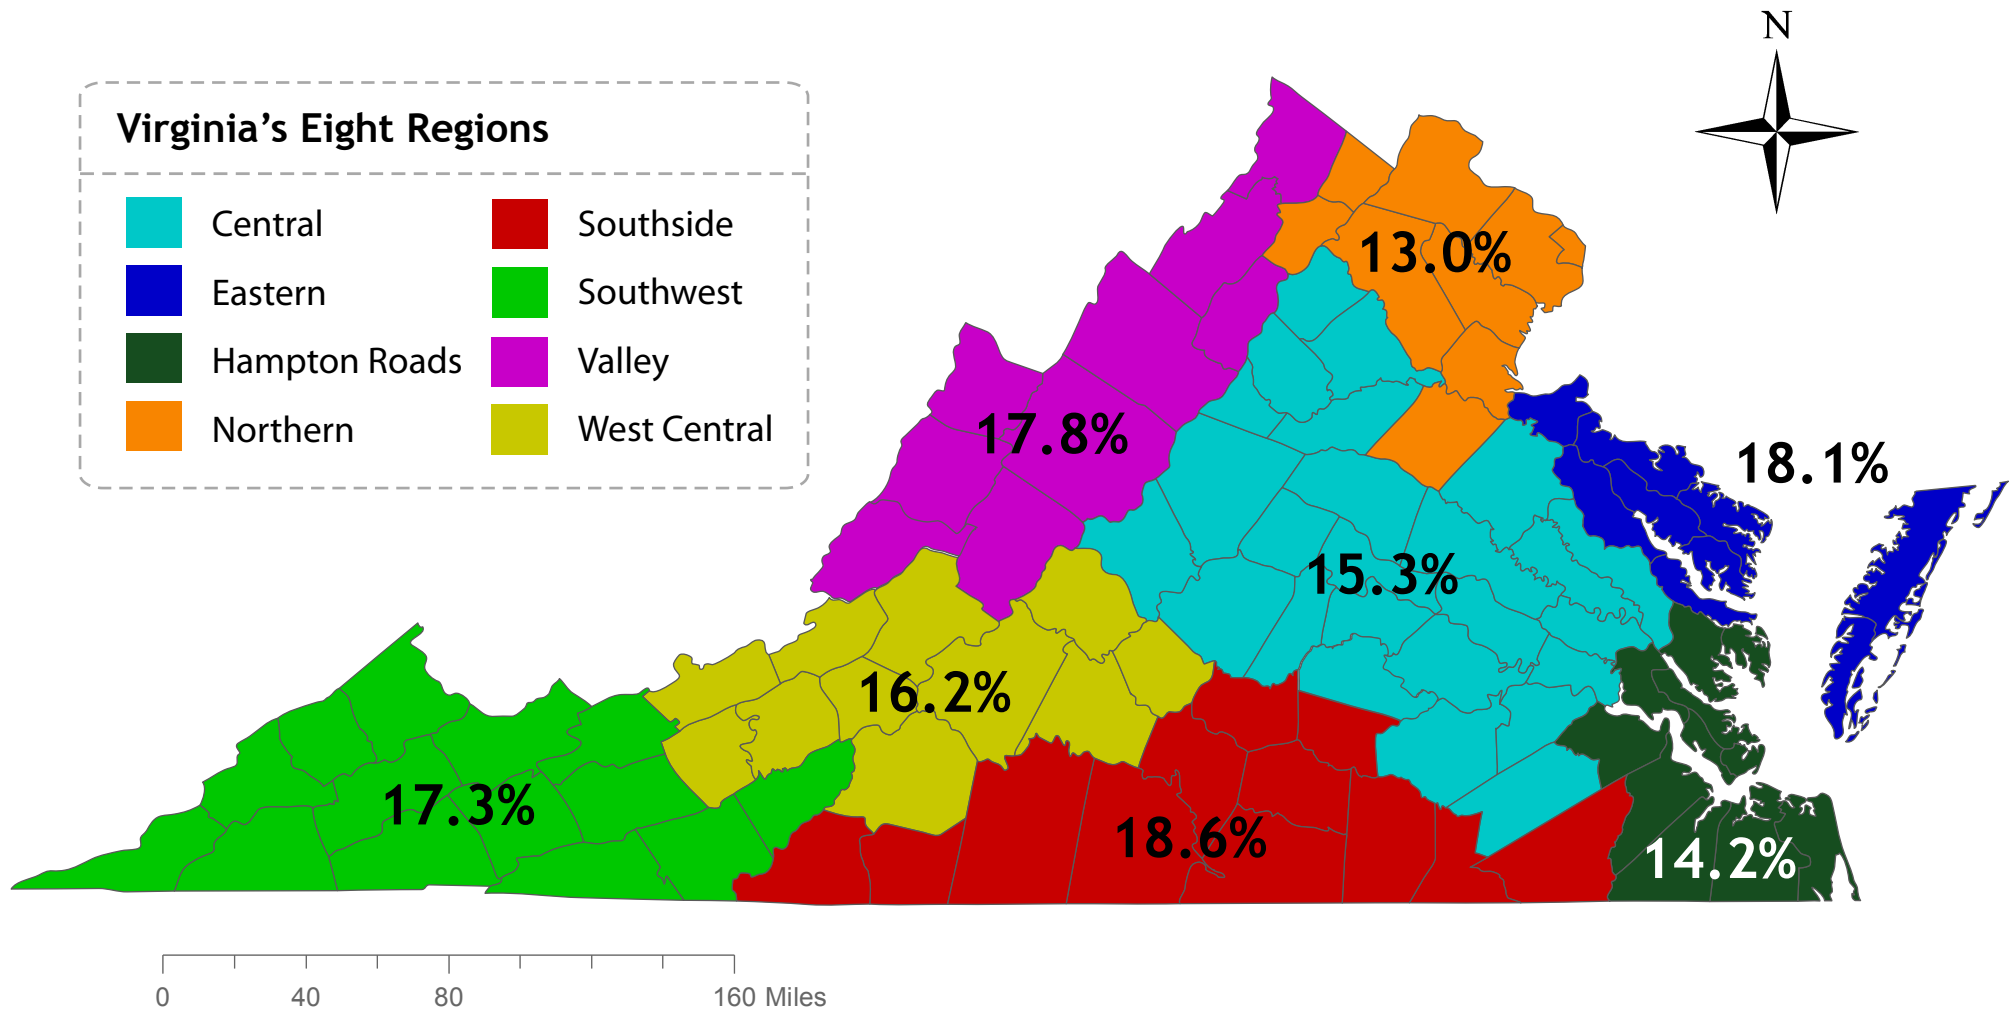 N
Virginia's Eight Regions
Central
Southside
Eastern
Southwest
Hampton Roads
Valley
Northern
West Central
13.0%
17.8%
18.1%
15.3%
16.2%
17.3%
18.6%
14.2%
0 40 80 160 Miles